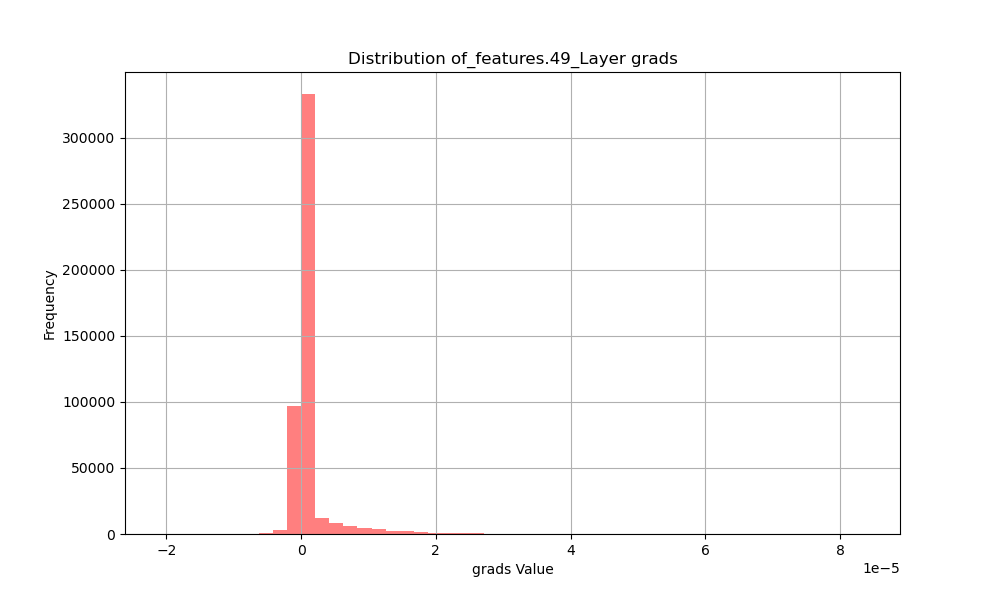 Distribution of_features.49_Layer grads
Frequency
300000
250000
200000
150000
100000
50000
0
−2 0 2 4 6 8
1e−5
grads Value